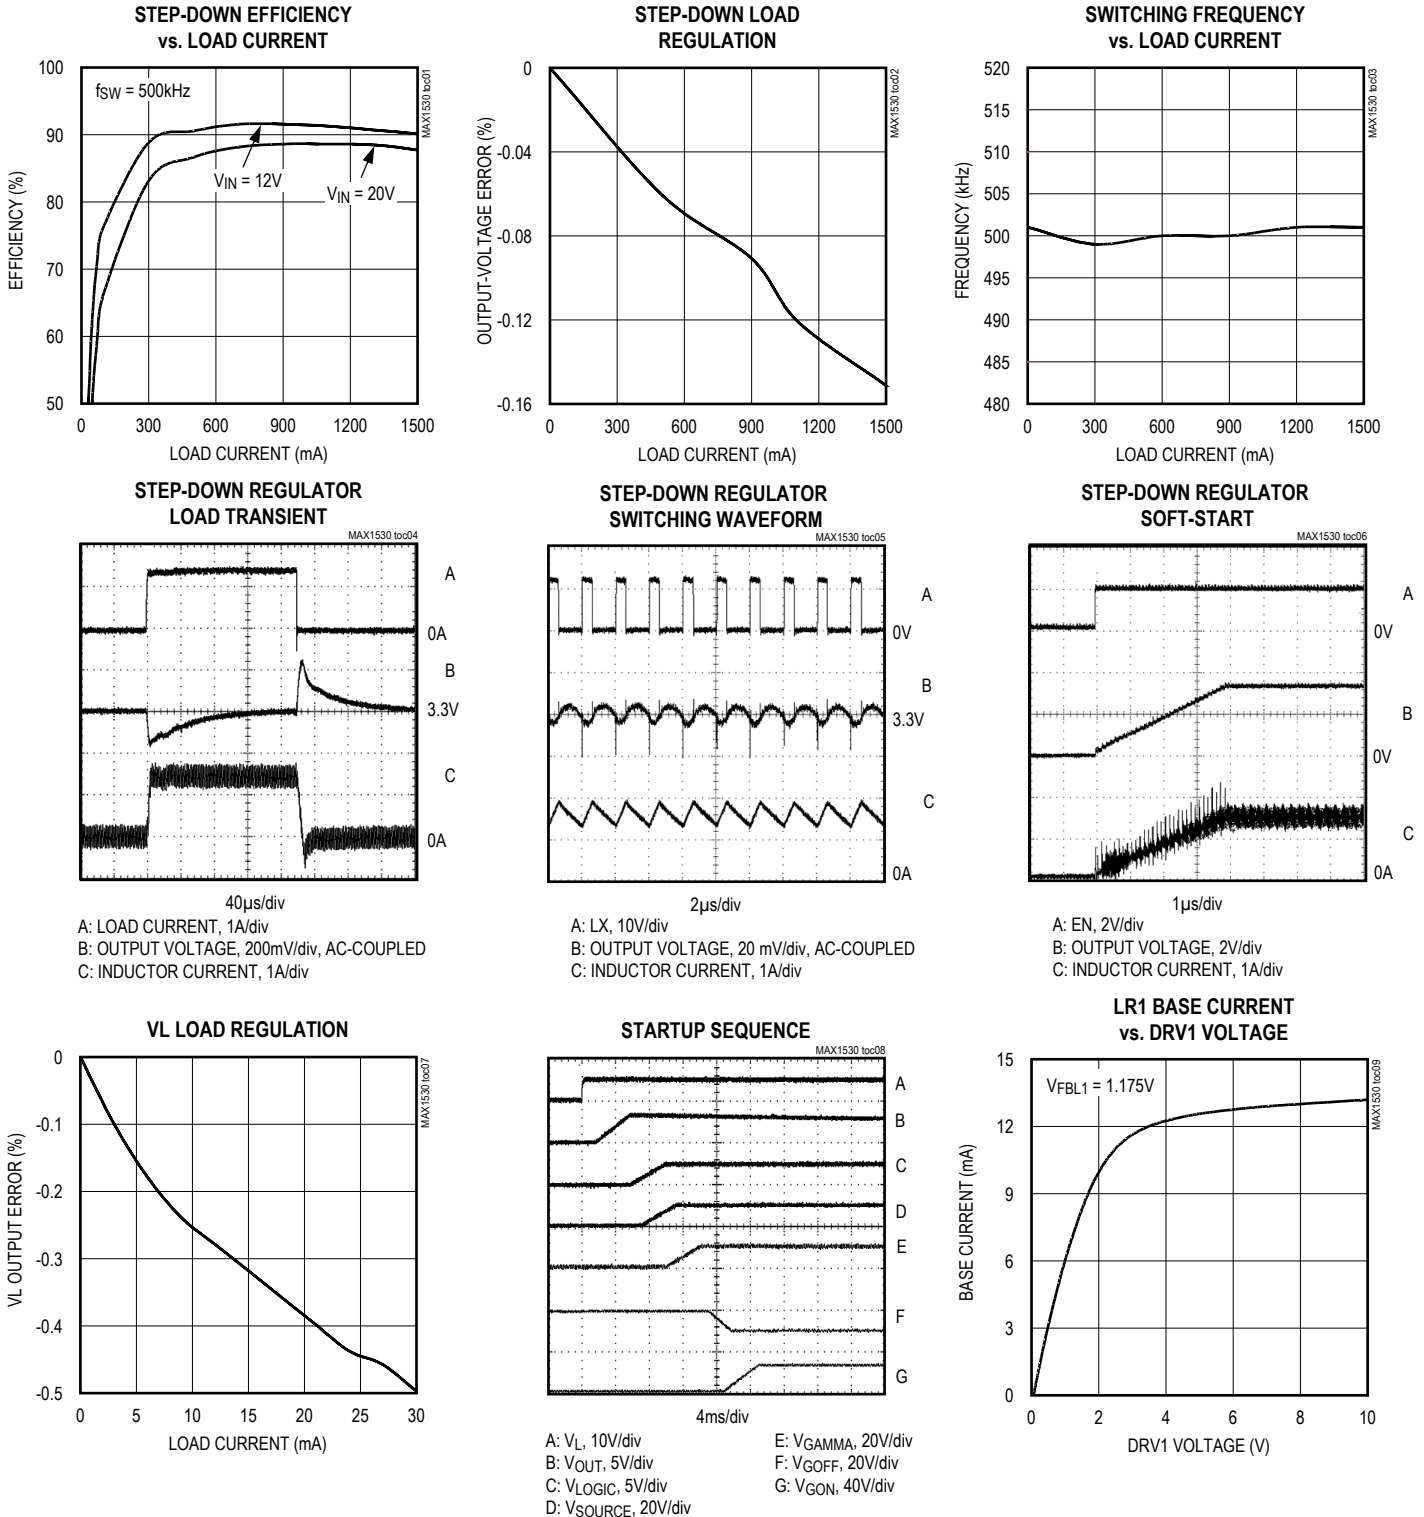 STEP-DOWN EFFICIENCY
vs. LOAD CURRENT
100
90
80
70
60
50
EFFICIENCY (%)
fSW = 500kHz
VIN = 12V
VIN = 20V
MAX1530 toc01
0 300 600 900 1200 1500
LOAD CURRENT (mA)
STEP-DOWN LOAD
REGULATION
0
-0.04
-0.08
-0.12
-0.16
OUTPUT-VOLTAGE ERROR (%)
MAX1530 toc02
0 300 600 900 1200 1500
LOAD CURRENT (mA)
SWITCHING FREQUENCY
vs. LOAD CURRENT
520
515
510
505
500
495
490
485
480
FREQUENCY (kHz)
MAX1530 toc03
0 300 600 900 1200 1500
LOAD CURRENT (mA)
STEP-DOWN REGULATOR
LOAD TRANSIENT
MAX1530 toc04
A
0A
B
3.3V
C
0A
40µs/div
A: LOAD CURRENT, 1A/div
B: OUTPUT VOLTAGE, 200mV/div, AC-COUPLED
C: INDUCTOR CURRENT, 1A/div
STEP-DOWN REGULATOR
SWITCHING WAVEFORM
MAX1530 toc05
A
0V
B
3.3V
C
0A
2µs/div
A: LX, 10V/div
B: OUTPUT VOLTAGE, 20 mV/div, AC-COUPLED
C: INDUCTOR CURRENT, 1A/div
STEP-DOWN REGULATOR
SOFT-START
MAX1530 toc06
A
0V
B
0V
C
0A
1µs/div
A: EN, 2V/div
B: OUTPUT VOLTAGE, 2V/div
C: INDUCTOR CURRENT, 1A/div
VL LOAD REGULATION
0
-0.1
-0.2
-0.3
-0.4
-0.5
VL OUTPUT ERROR (%)
MAX1530 toc07
0 5 10 15 20 25 30
LOAD CURRENT (mA)
STARTUP SEQUENCE
MAX1530 toc08
A
B
C
D
E
F
G
4ms/div
A: VL, 10V/div
B: VOUT, 5V/div
C: VLOGIC, 5V/div
D: VSOURCE, 20V/div
E: VGAMMA, 20V/div
F: VGOFF, 20V/div
G: VGON, 40V/div
LR1 BASE CURRENT
vs. DRV1 VOLTAGE
15
12
9
6
3
0
BASE CURRENT (mA)
VFBL1 = 1.175V
MAX1530 toc09
0 2 4 6 8 10
DRV1 VOLTAGE (V)